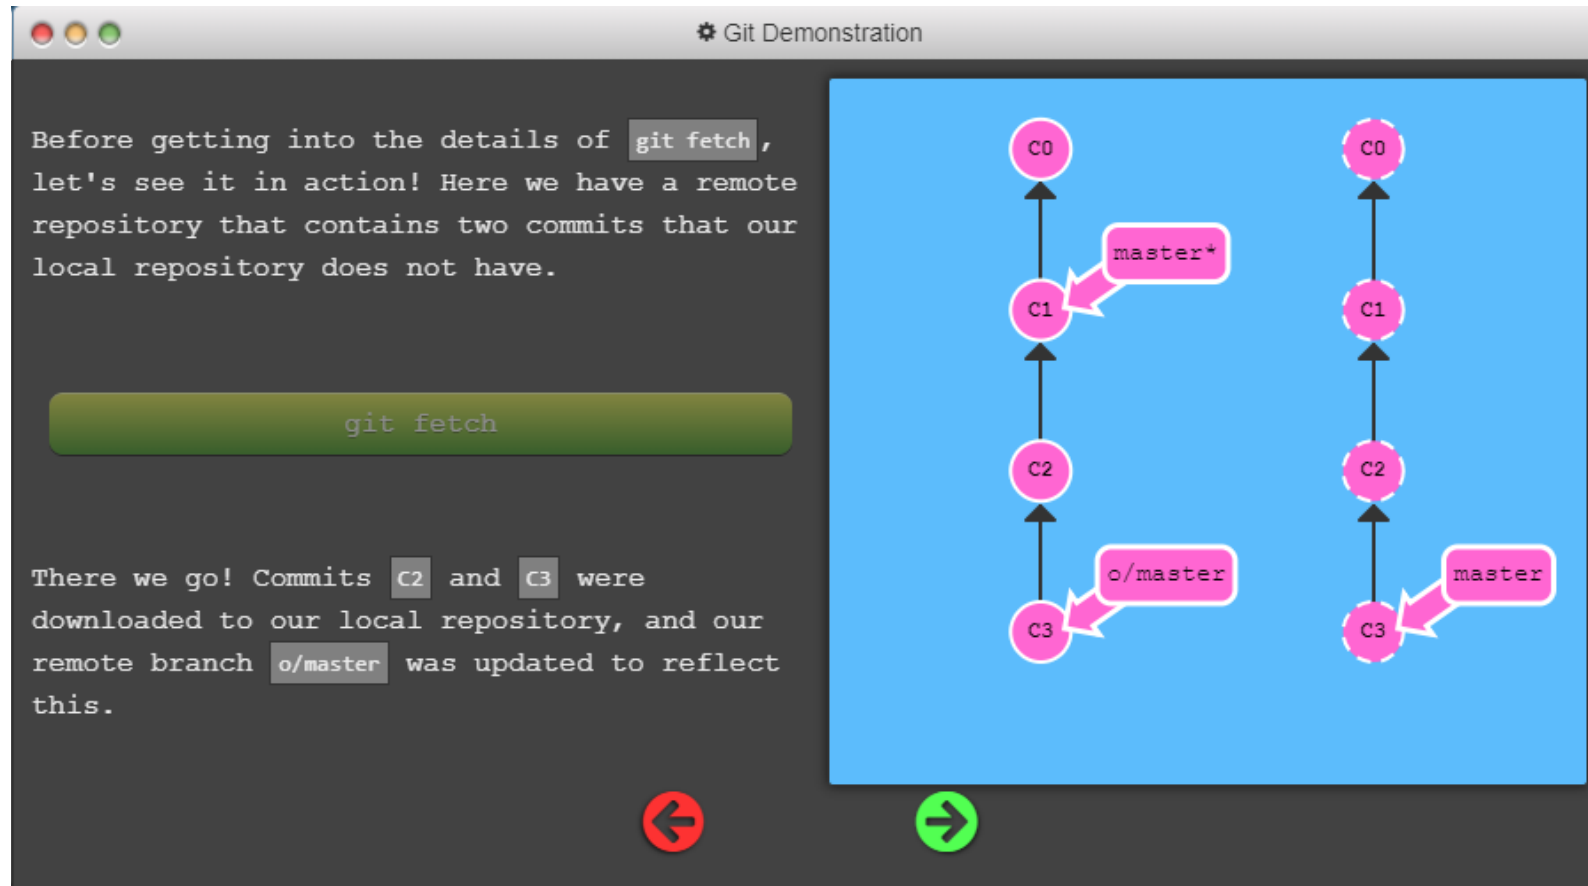 Git Demonstration
Before getting into the details of git fetch,
let's see it in action! Here we have a remote
repository that contains two commits that our
local repository does not have.
git fetch
There we go! Commits C2 and C3 were
downloaded to our local repository, and our
remote branch o/master was updated to reflect
this.
C0
master*
C1
C2
o/master
C3
C0
C1
C2
master
C3